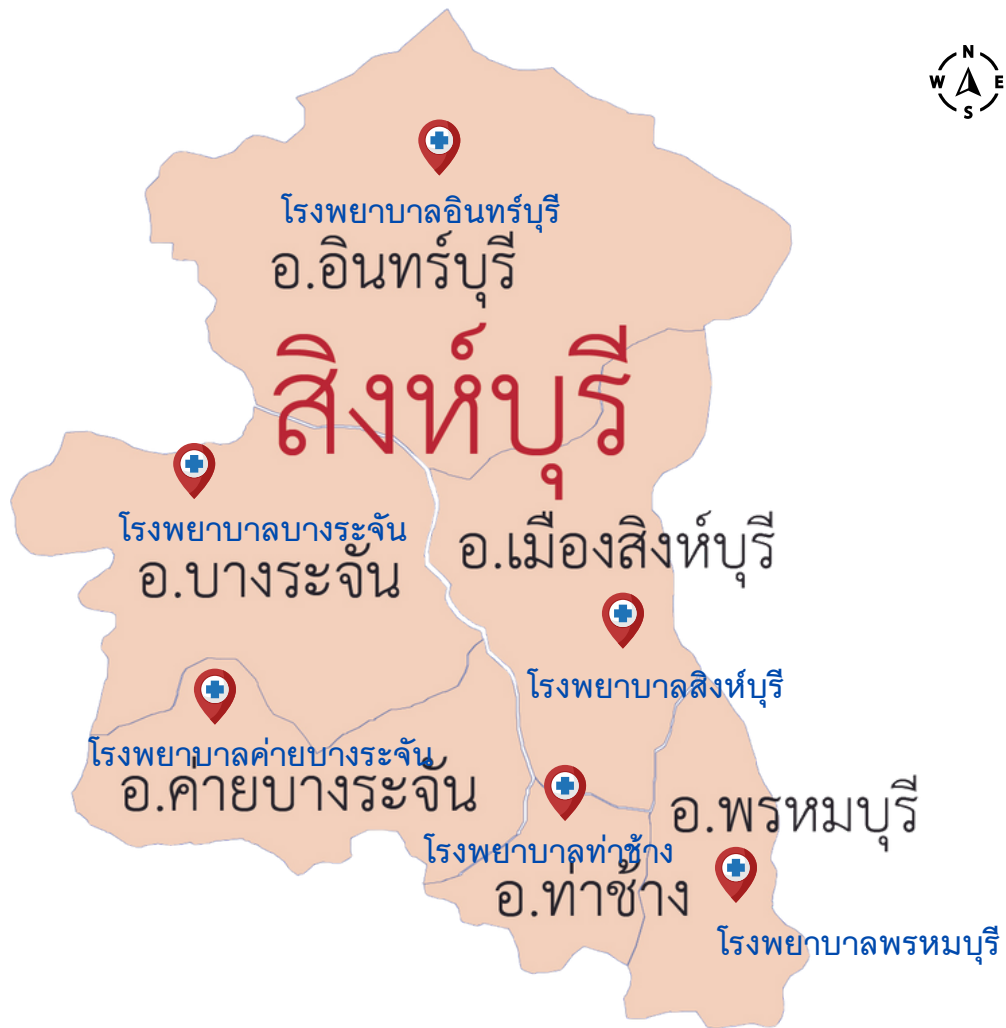 N
W E
S
โรงพยาบาลอินทร์บุรี
อ.อินทร์บุรี
สิงห์บุรี
โรงพยาบาลบางระจัน
อ.บางระจัน
อ.เมืองสิงห์บุรี
โรงพยาบาลสิงห์บุรี
โรงพยาบาลค่ายบางระจัน
อ.ค่ายบางระจัน
อ.พรหมบุรี
โรงพยาบาลท่าช้าง
อ.ท่าช้าง
โรงพยาบาลพรหมบุรี